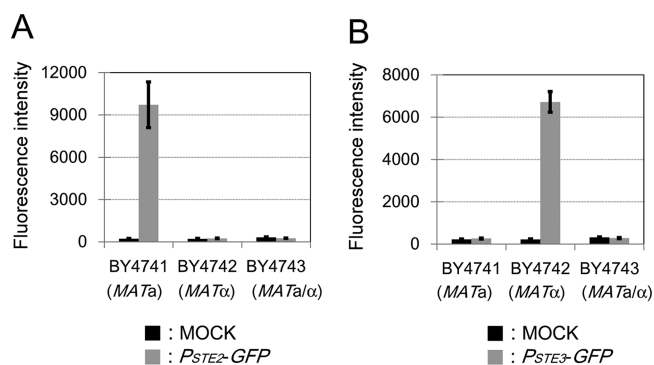 A
Fluorescence intensity
12000
9000
6000
3000
0
BY4741 BY4742 BY4743
(MATa) (MATα) (MATa/α)
: MOCK
: PSTE2-GFP
B
Fluorescence intensity
8000
6000
4000
2000
0
BY4741 BY4742 BY4743
(MATa) (MATα) (MATa/α)
: MOCK
: PSTE3-GFP